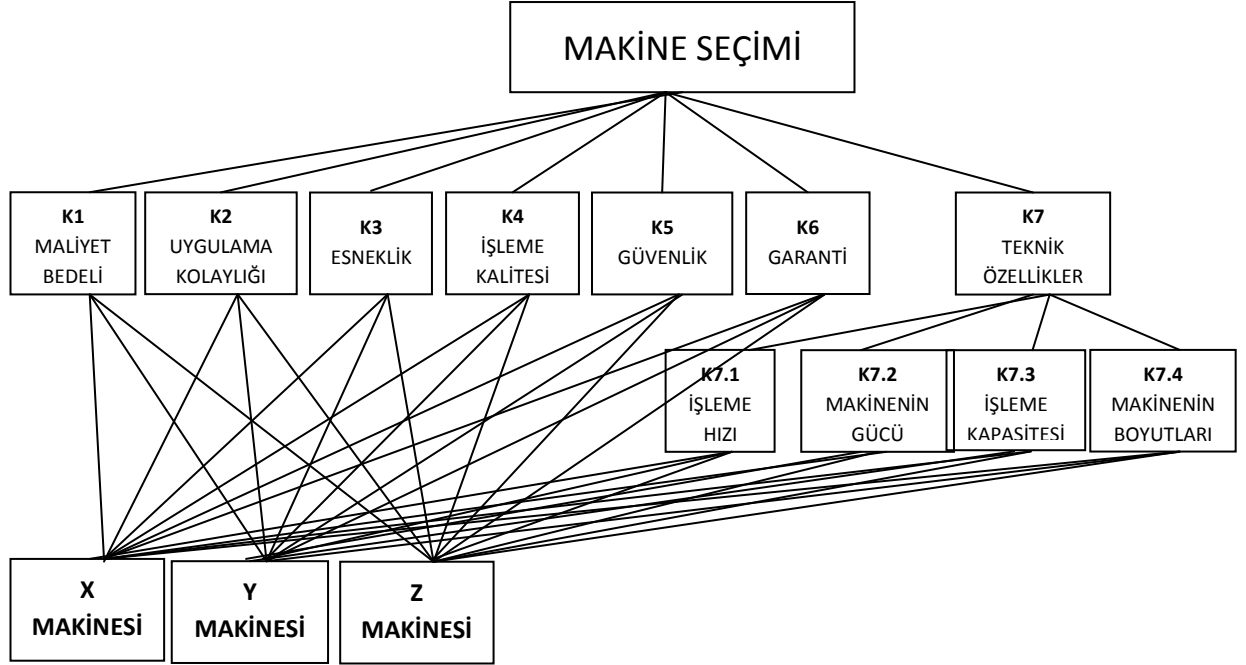 MAKİNE SEÇİMİ
K1
MALİYET
BEDELİ
K2
UYGULAMA
KOLAYLIĞI
K3
ESNEKLİK
K4
İŞLEME
KALİTESİ
K5
GÜVENLİK
K6
GARANTİ
K7
TEKNİK
ÖZELLİKLER
K7.1
İŞLEME
HIZI
K7.2
MAKİNENİN
GÜCÜ
K7.3
İŞLEME
KAPASİTESİ
K7.4
MAKİNENİN
BOYUTLARI
X
MAKİNESİ
Y
MAKİNESİ
Z
MAKİNESİ